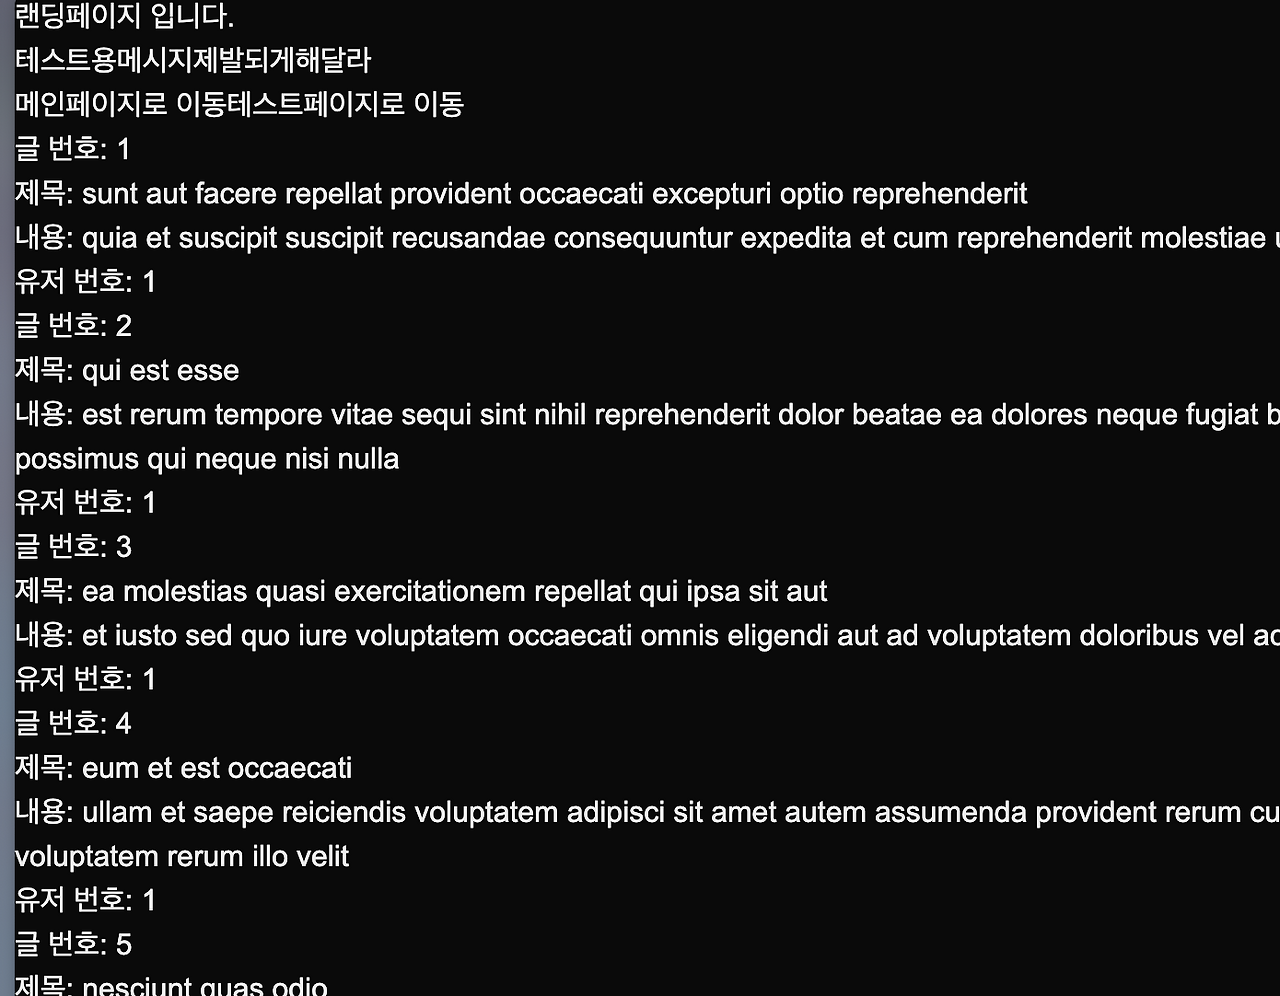 랜딩페이지 입니다.
테스트용메시지제발되게해달라
메인페이지로 이동테스트페이지로 이동
글 번호: 1
제목: sunt aut facere repellat provident occaecati excepturi optio reprehenderit
내용: quia et suscipit suscipit recusandae consequuntur expedita et cum reprehenderit molestiae
유저 번호: 1
글 번호: 2
제목: qui est esse
내용: est rerum tempore vitae sequi sint nihil reprehenderit dolor beatae ea dolores neque fugiat
possimus qui neque nisi nulla
유저 번호: 1
글 번호: 3
제목: ea molestias quasi exercitationem repellat qui ipsa sit aut
내용: et iusto sed quo iure voluptatem occaecati omnis eligendi aut ad voluptatem doloribus vel
유저 번호: 1
글 번호: 4
제목: eum et est occaecati
내용: ullam et saepe reiciendis voluptatem adipisci sit amet autem assumenda provident rerum
voluptatem rerum illo velit
유저 번호: 1
글 번호: 5
제목: nesciunt quas odio